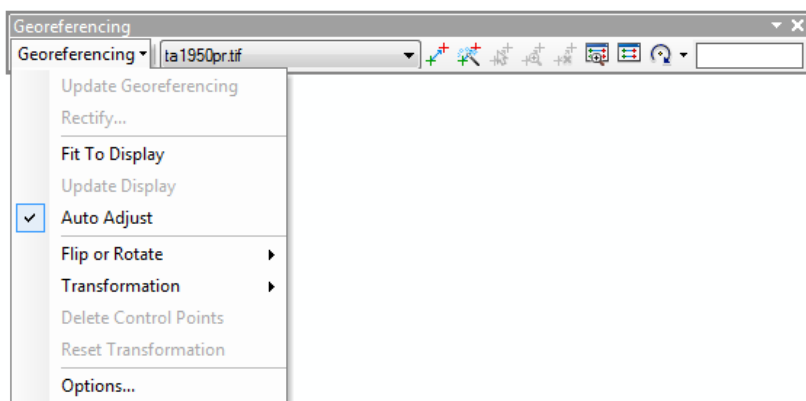 Georeferencing
Georeferencing ta1950pr.tif
Update Georeferencing
Rectify...
Fit To Display
Update Display
Auto Adjust
Flip or Rotate
Transformation
Delete Control Points
Reset Transformation
Options...